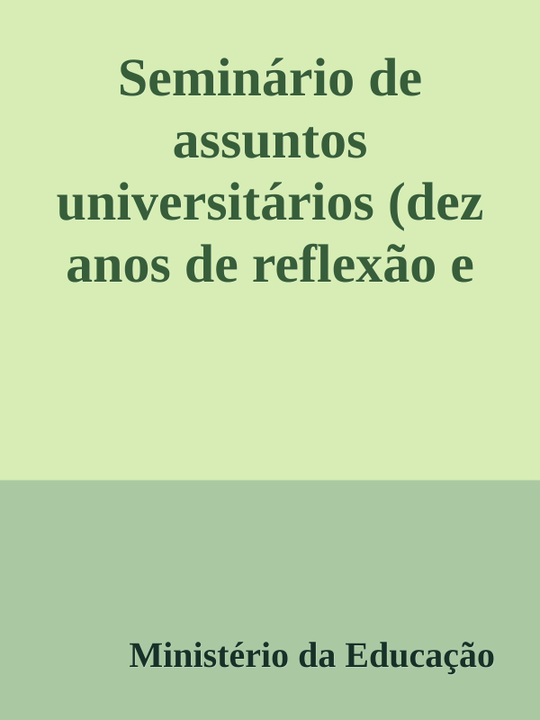 Seminário de
assuntos
universitários (dez
anos de reflexão e
Ministério da Educação